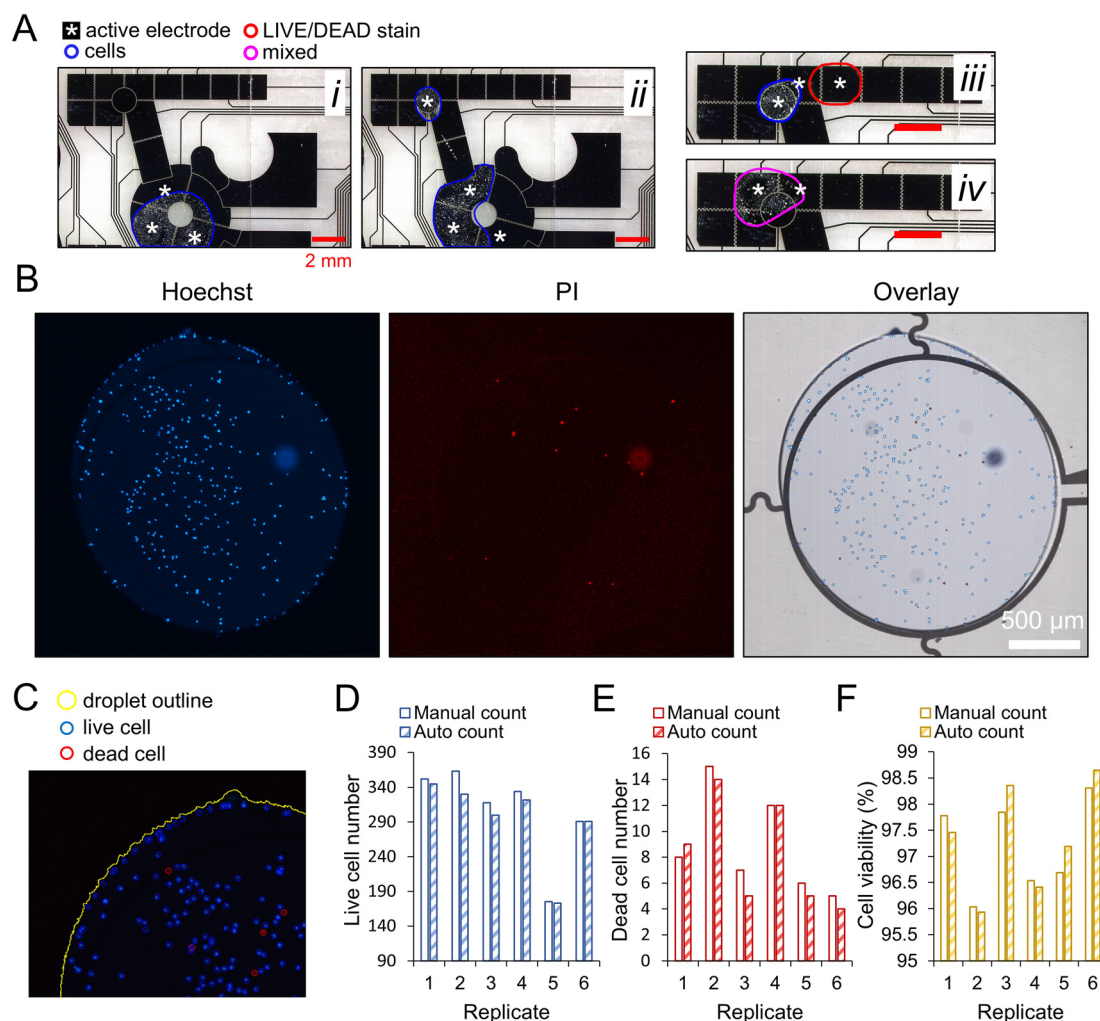 A
* active electrode
LIVE/DEAD stain
cells
mixed
i
ii
iii
iv
2 mm
B
Hoechst
PI
Overlay
500 µm
C
droplet outline
live cell
dead cell
D
Manual count
Auto count
Live cell number
390
340
290
240
190
140
90
1 2 3 4 5 6
Replicate
E
Manual count
Auto count
Dead cell number
16
14
12
10
8
6
4
2
0
1 2 3 4 5 6
Replicate
F
Manual count
Auto count
Cell viability (%)
99
98.5
98
97.5
97
96.5
96
95.5
95
1 2 3 4 5 6
Replicate